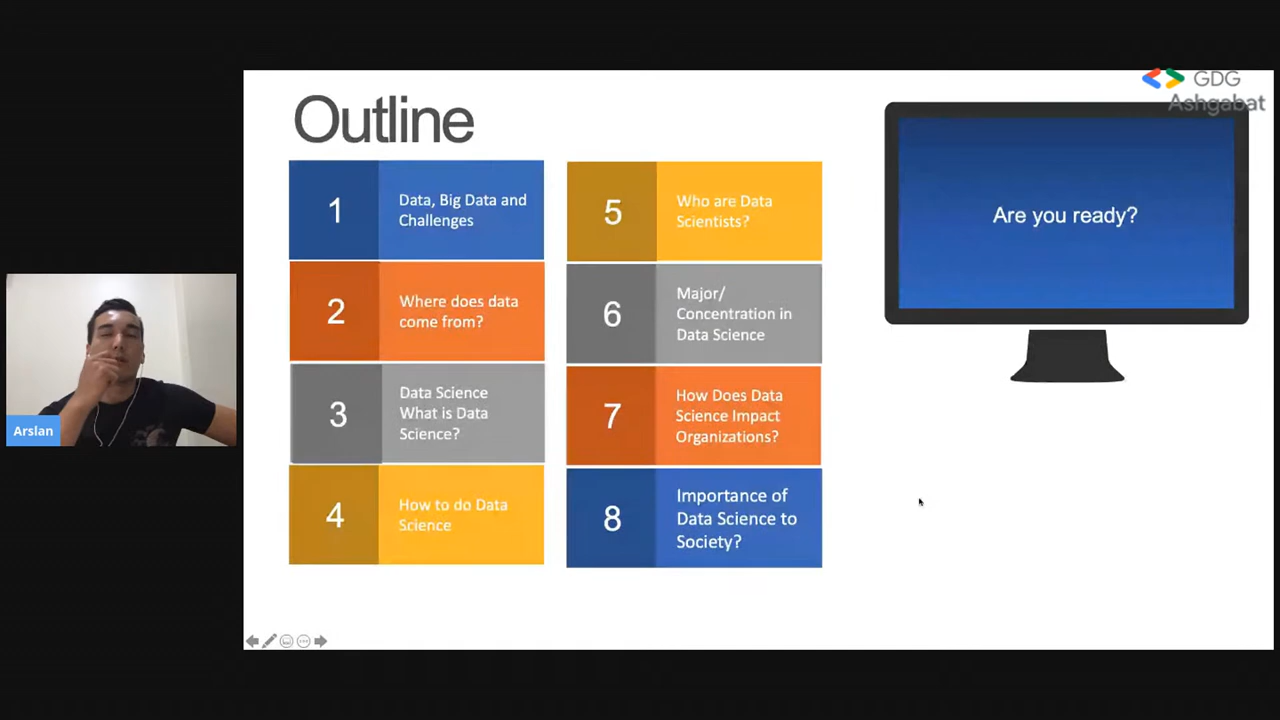 Outline
1
Data, Big Data and
Challenges
2
Where does data
come from?
3
Data Science
What is Data
Science?
4
How to do Data
Science
5
Who are Data
Scientists?
6
Major/
Concentration in
Data Science
7
How Does Data
Science Impact
Organizations?
8
Importance of
Data Science to
Society?
GDG
Ashgabat
Are you ready?
Arslan